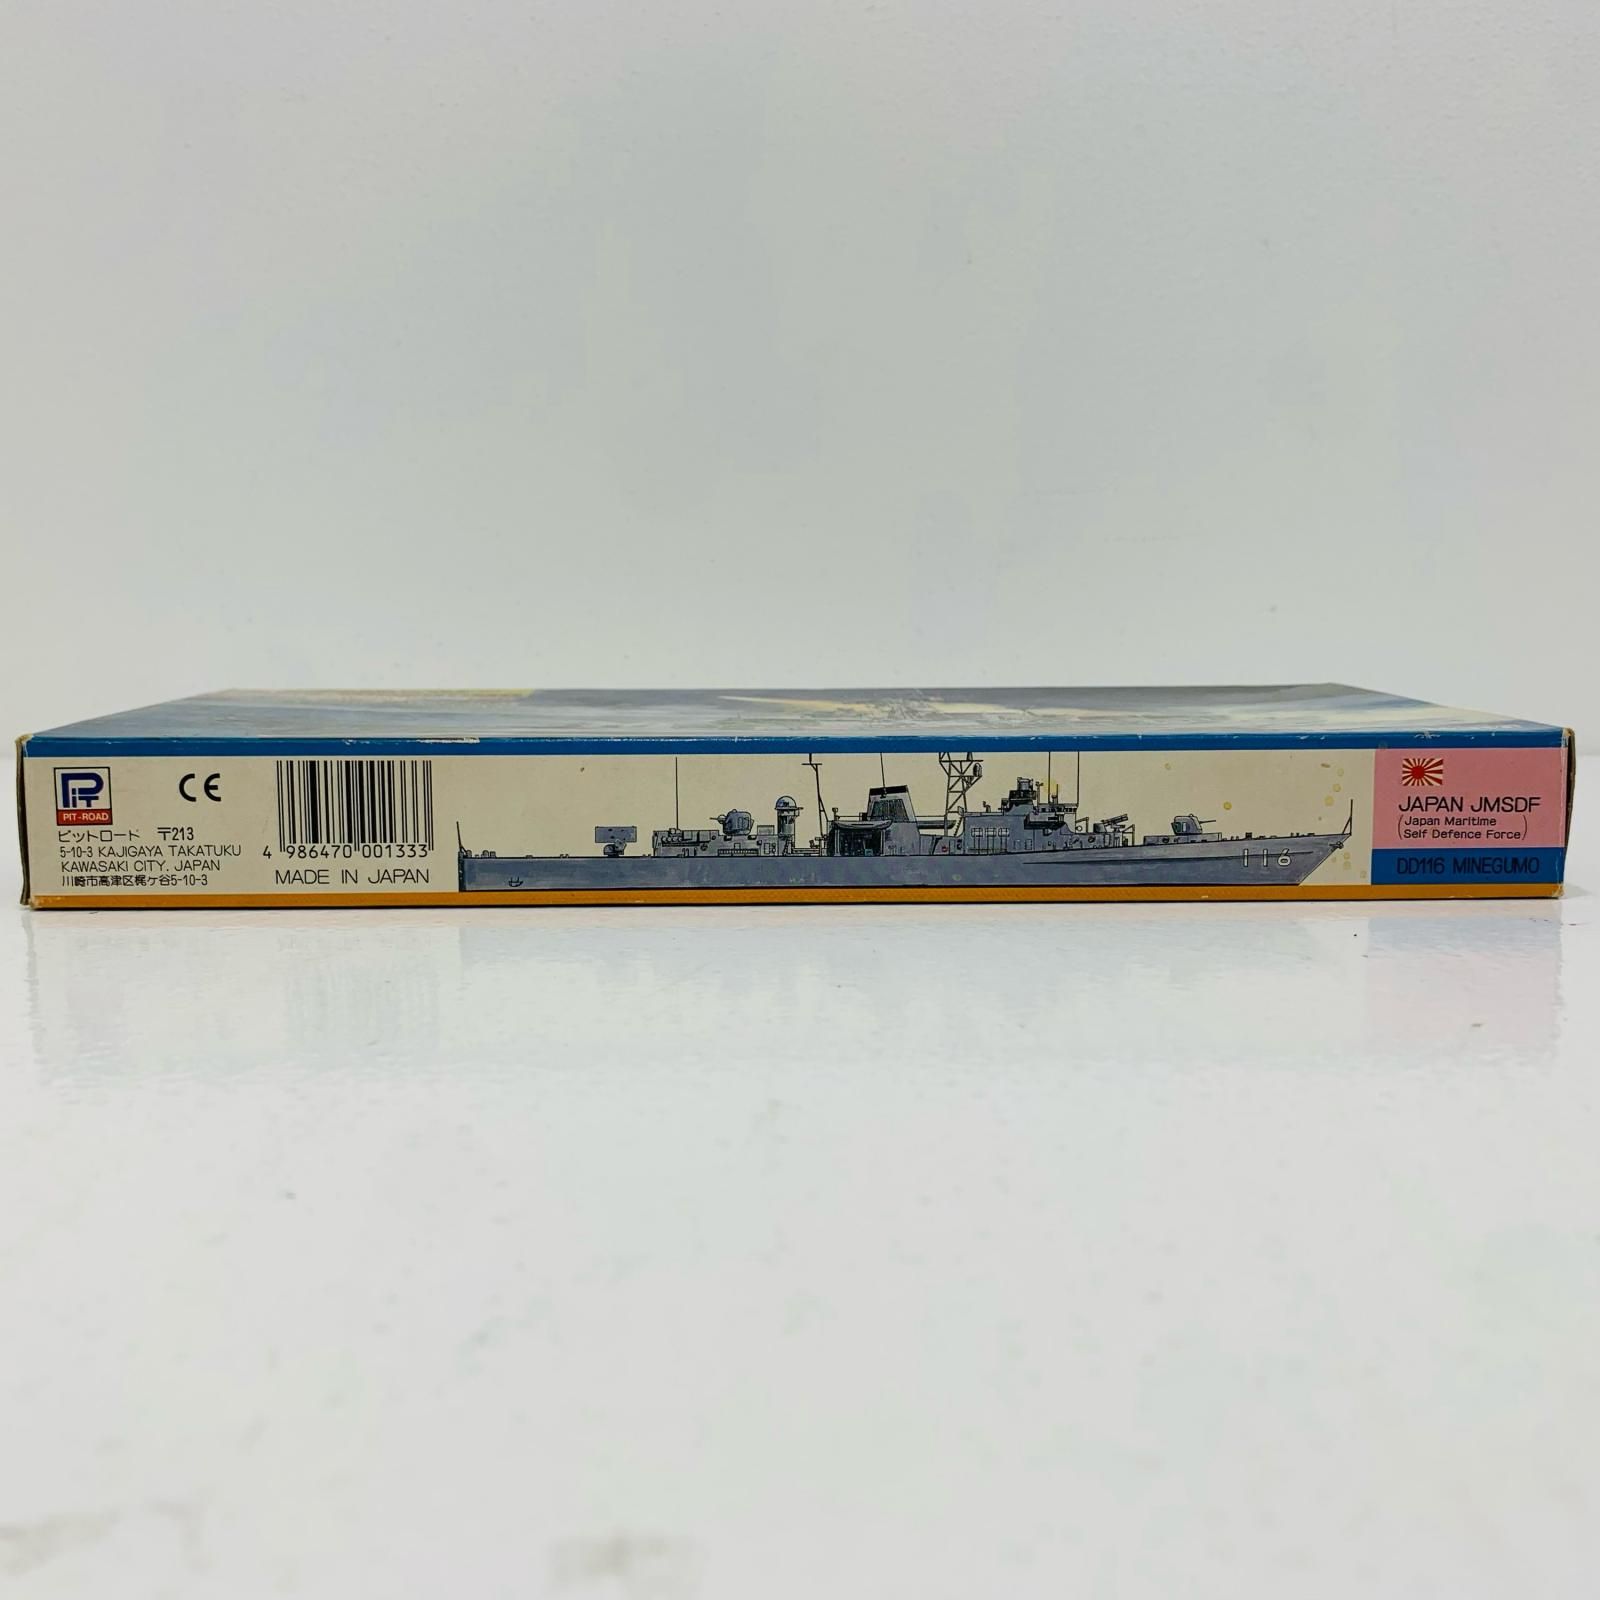 PiT
PIT-ROAD
CE
ピットロード 〒213
5-10-3 KAJIGAYA TAKATUKU
KAWASAKI CITY. JAPAN
川崎市高津区梶ケ谷5-10-3
4 986470 001333
MADE IN JAPAN
116
JAPAN JMSDF
(Japan Maritime
Self Defence Force)
DD116 MINEGUMO